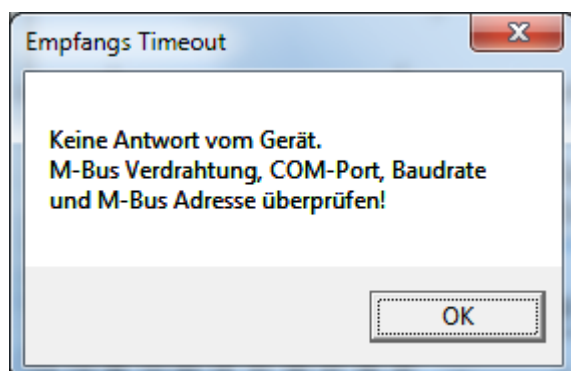 Empfangs Timeout
Keine Antwort vom Gerät.
M-Bus Verdrahtung, COM-Port, Baudrate
und M-Bus Adresse überprüfen!
OK